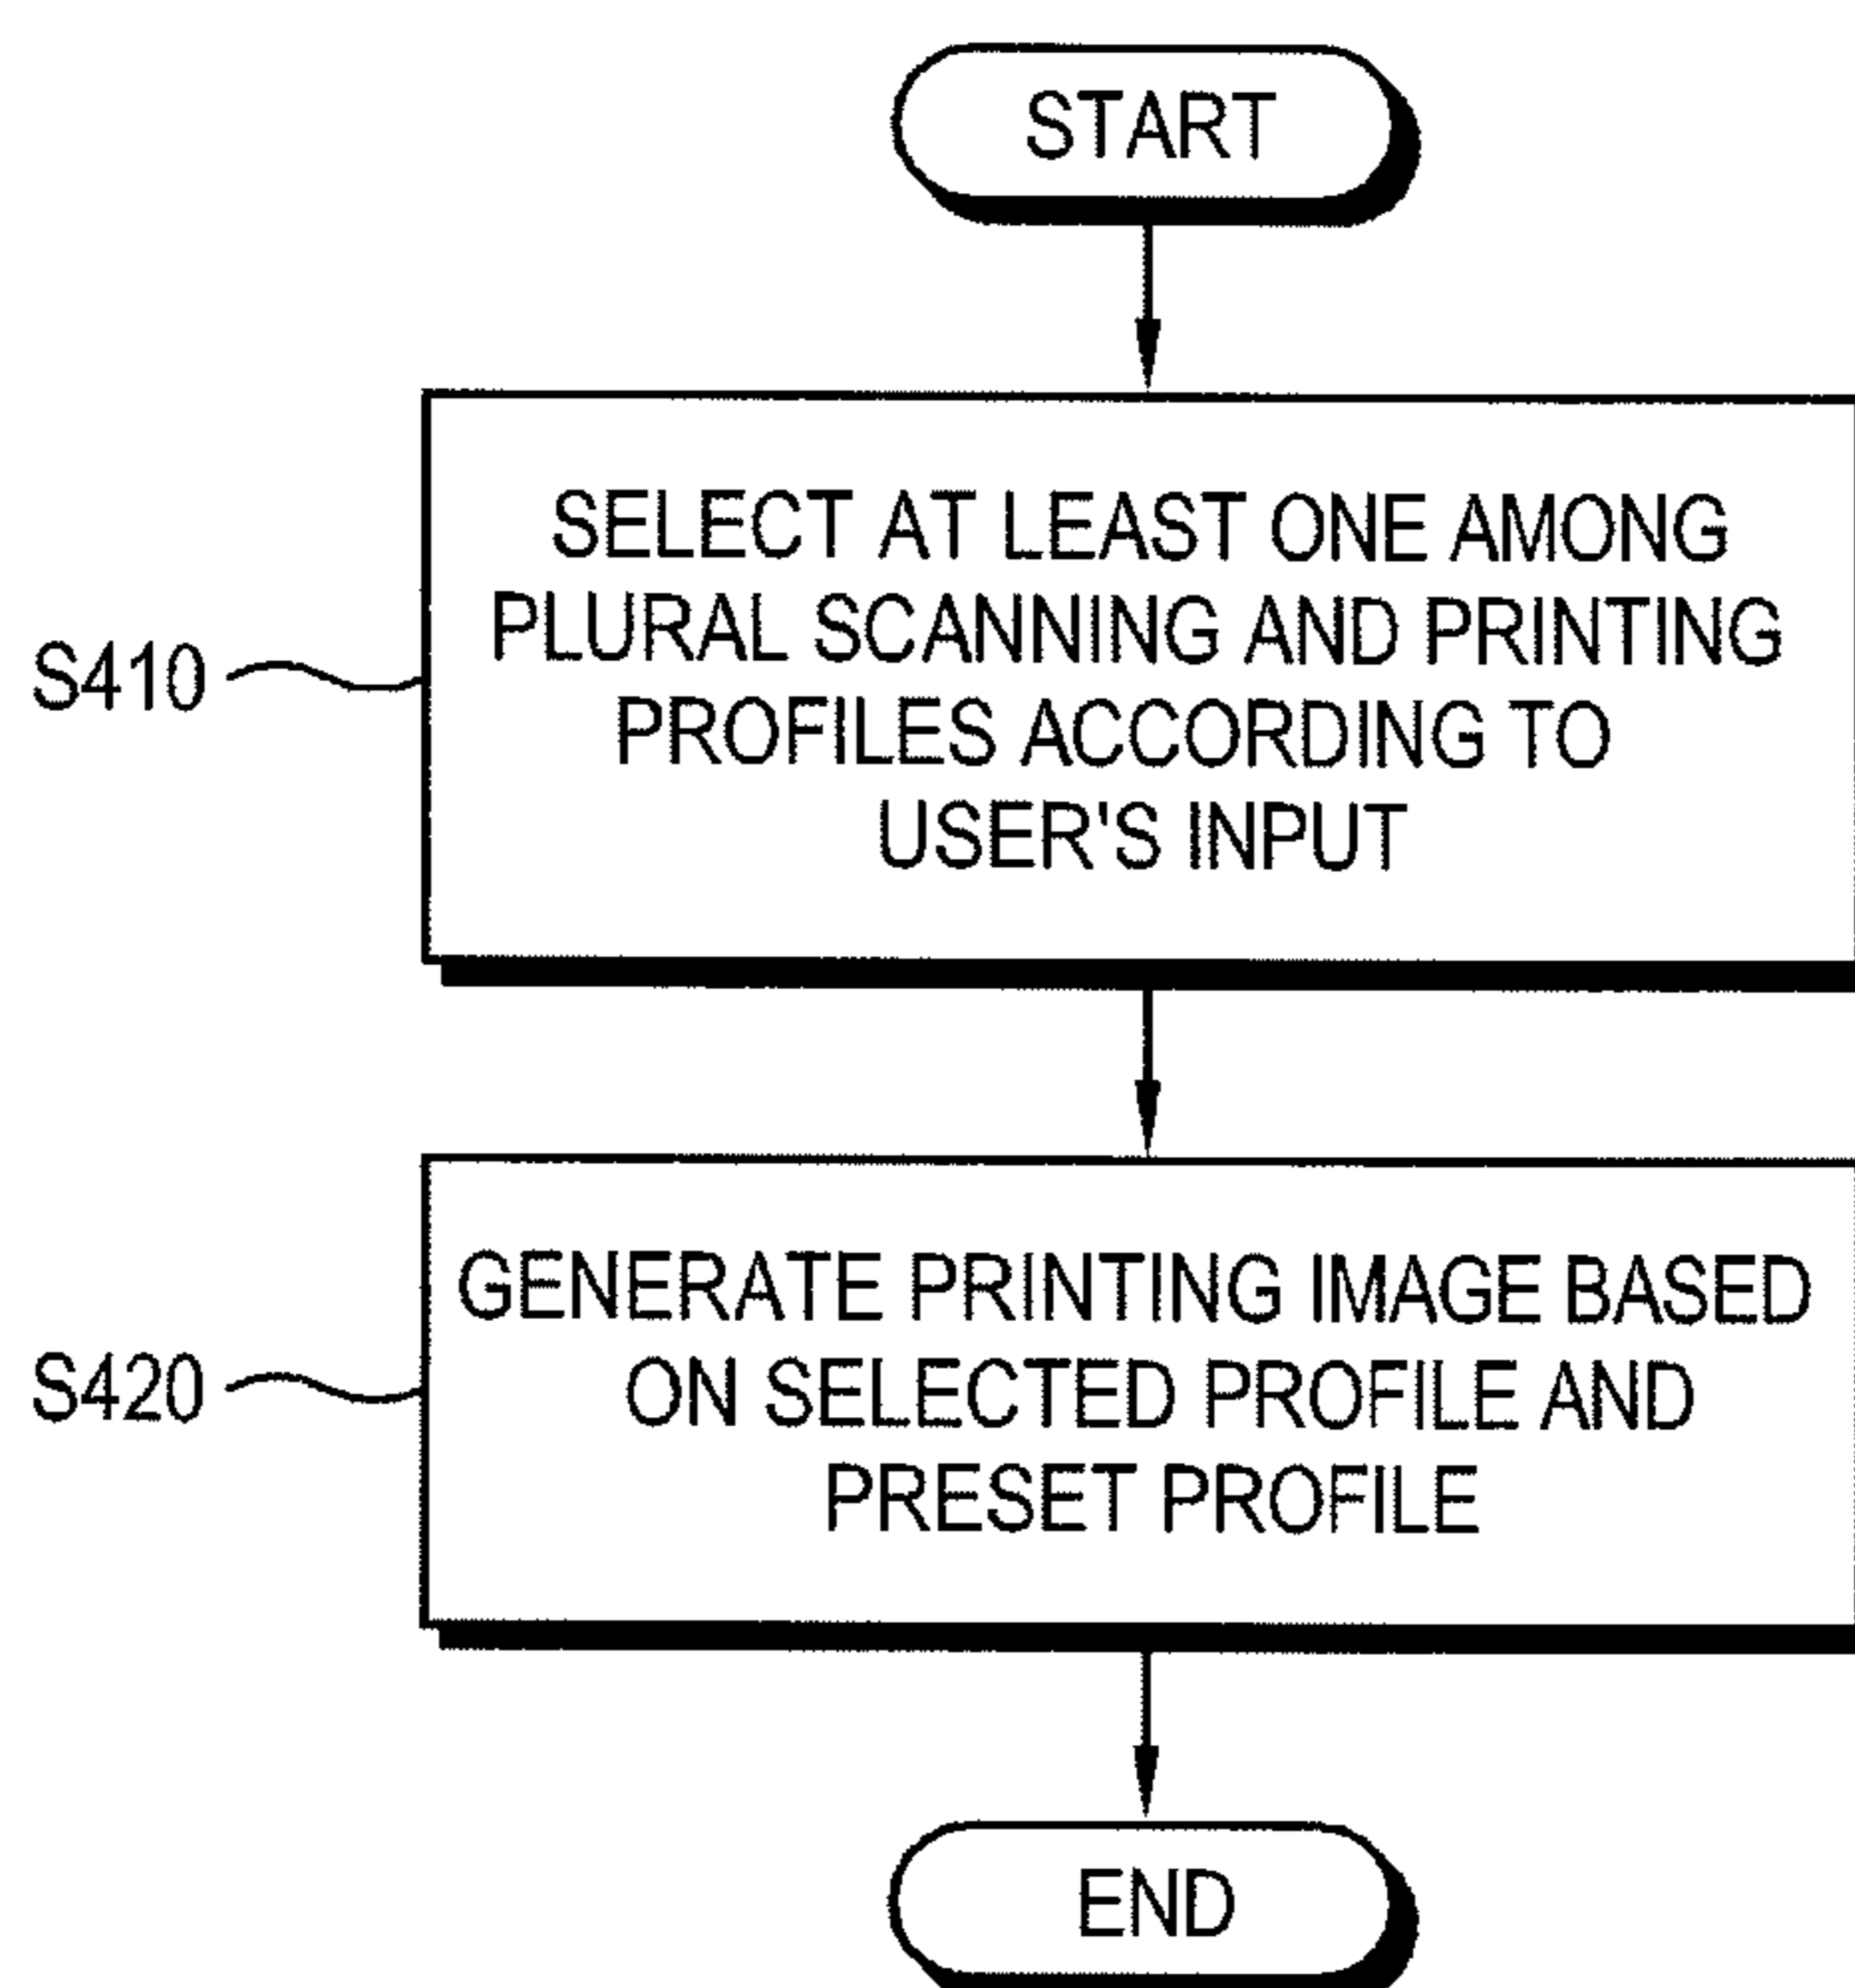 START
SELECT AT LEAST ONE AMONG
PLURAL SCANNING AND PRINTING
PROFILES ACCORDING TO
USER'S INPUT
S410
GENERATE PRINTING IMAGE BASED
ON SELECTED PROFILE AND
PRESET PROFILE
S420
END